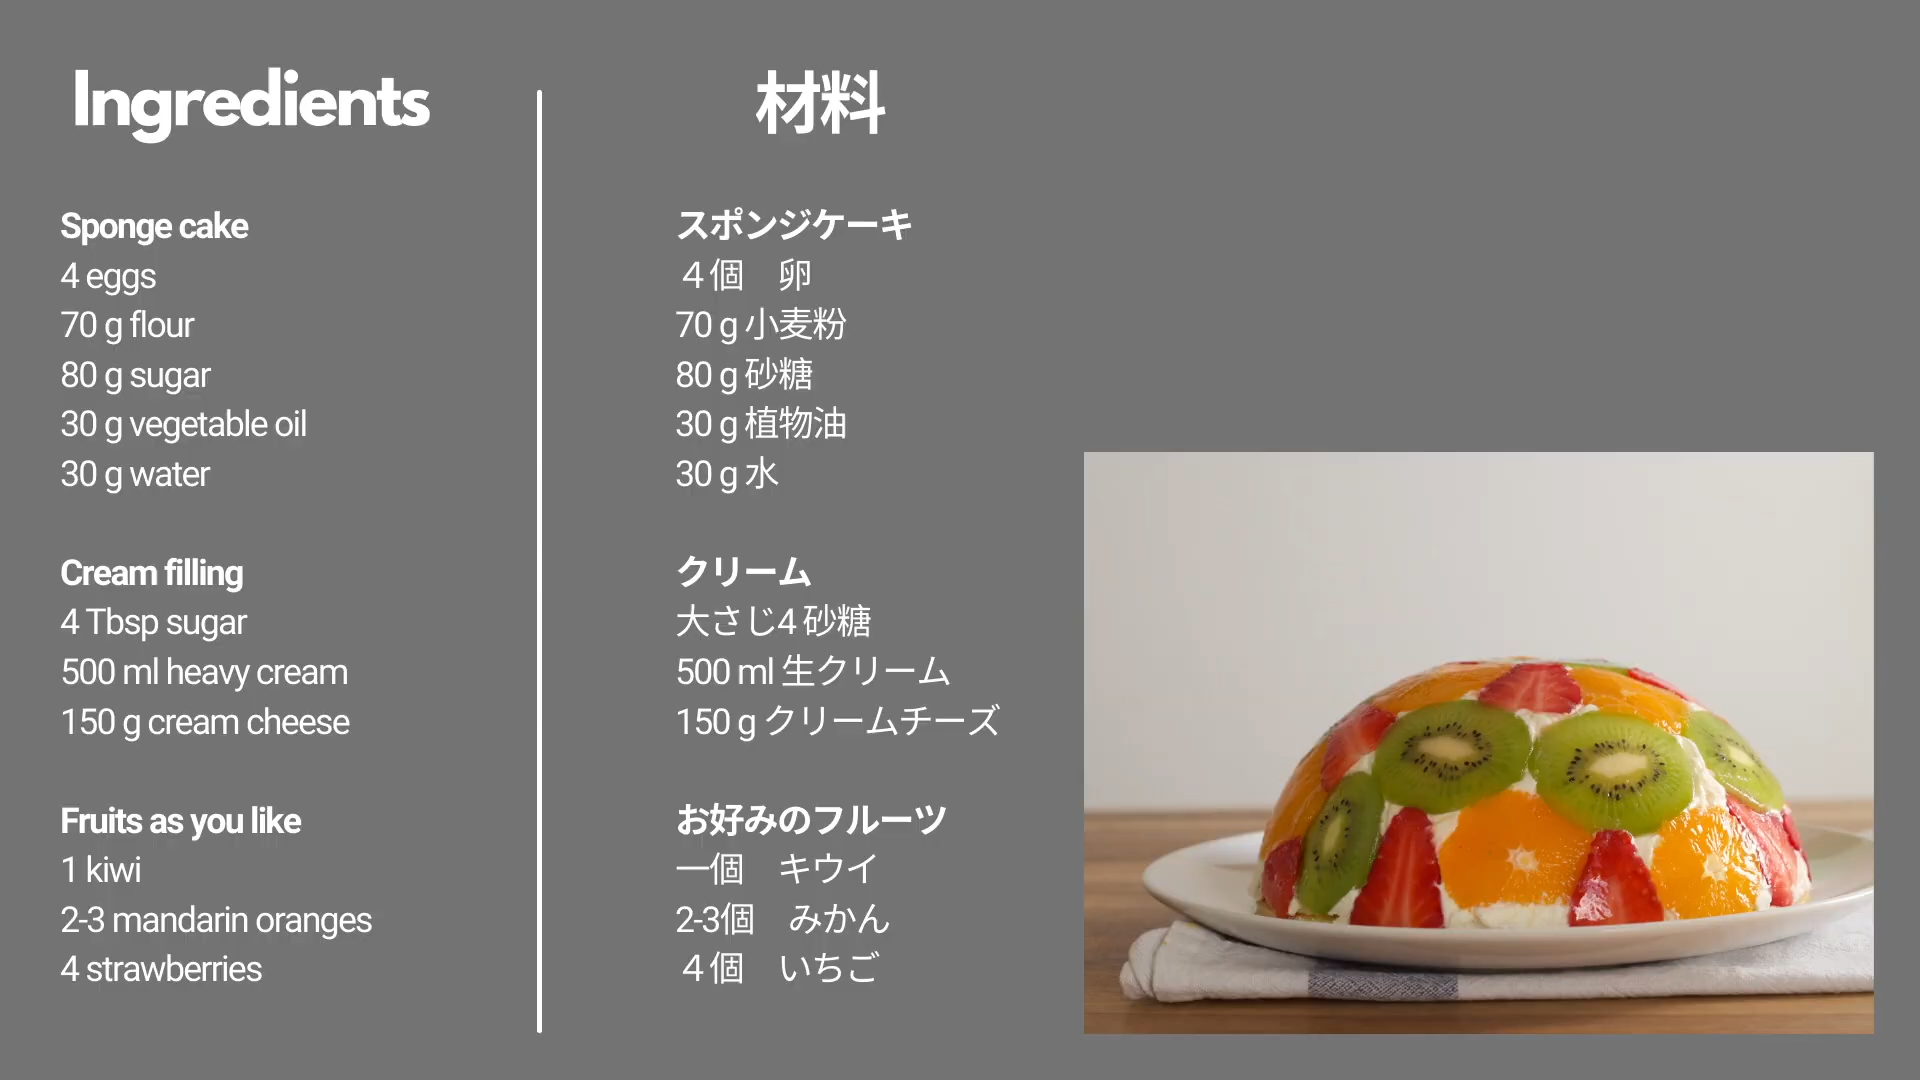 Ingredients
Sponge cake
4 eggs
70 g flour
80 g sugar
30 g vegetable oil
30 g water
Cream filling
4 Tbsp sugar
500 ml heavy cream
150 g cream cheese
Fruits as you like
1 kiwi
2-3 mandarin oranges
4 strawberries
材料
スポンジケーキ
４個　卵
70 g 小麦粉
80 g 砂糖
30 g 植物油
30 g 水
クリーム
大さじ4 砂糖
500 ml 生クリーム
150 g クリームチーズ
お好みのフルーツ
一個　キウイ
2-3個　みかん
４個　いちご